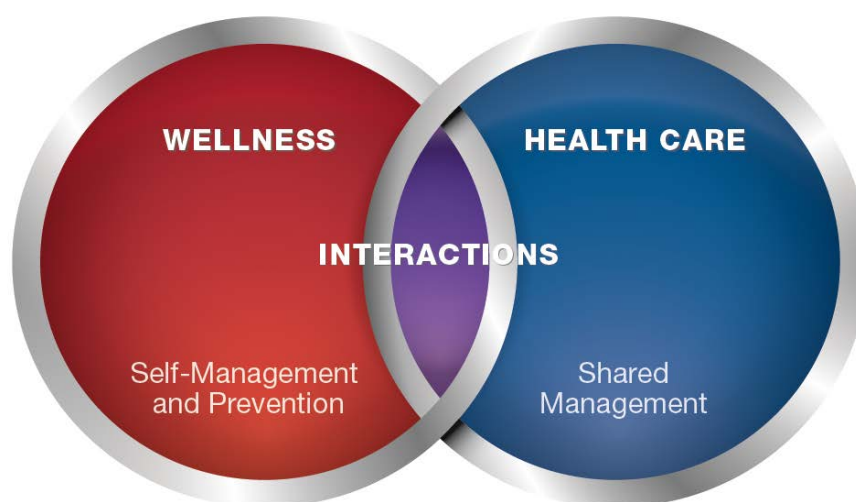 WELLNESS
HEALTH CARE
INTERACTIONS
Self-Management
and Prevention
Shared
Management